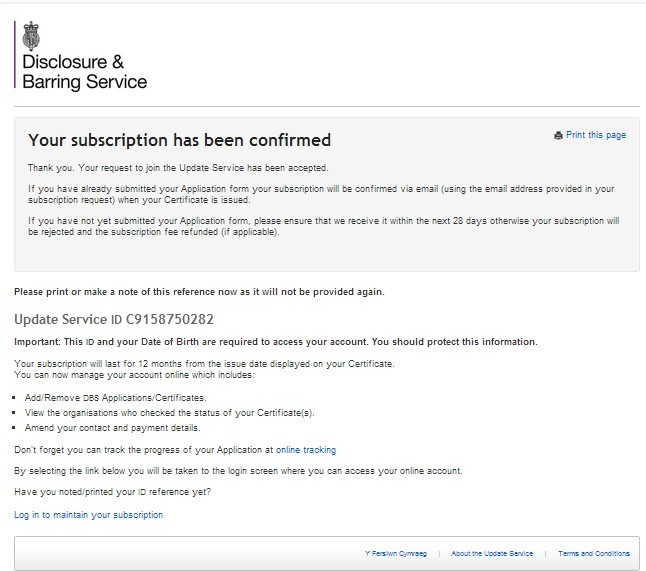 Disclosure &
Barring Service
Your subscription has been confirmed
Print this page
Thank you. Your request to join the Update Service has been accepted.
If you have already submitted your Application form your subscription will be confirmed via email (using the email address provided in your
subscription request) when your Certificate is issued.
If you have not yet submitted your Application form, please ensure that we receive it within the next 28 days otherwise your subscription will
be rejected and the subscription fee refunded (if applicable).
Please print or make a note of this reference now as it will not be provided again.
Update Service ID C9158750282
Important: This ID and your Date of Birth are required to access your account. You should protect this information.
Your subscription will last for 12 months from the issue date displayed on your Certificate.
You can now manage your account online which includes:
Add/Remove DBS Applications/Certificates.
View the organisations who checked the status of your Certificate(s).
Amend your contact and payment details.
Don't forget you can track the progress of your Application at online tracking
By selecting the link below you will be taken to the login screen where you can access your online account.
Have you noted/printed your ID reference yet?
Log in to maintain your subscription
Y Fersiwn Cymraeg | About the Update Service | Terms and Conditions